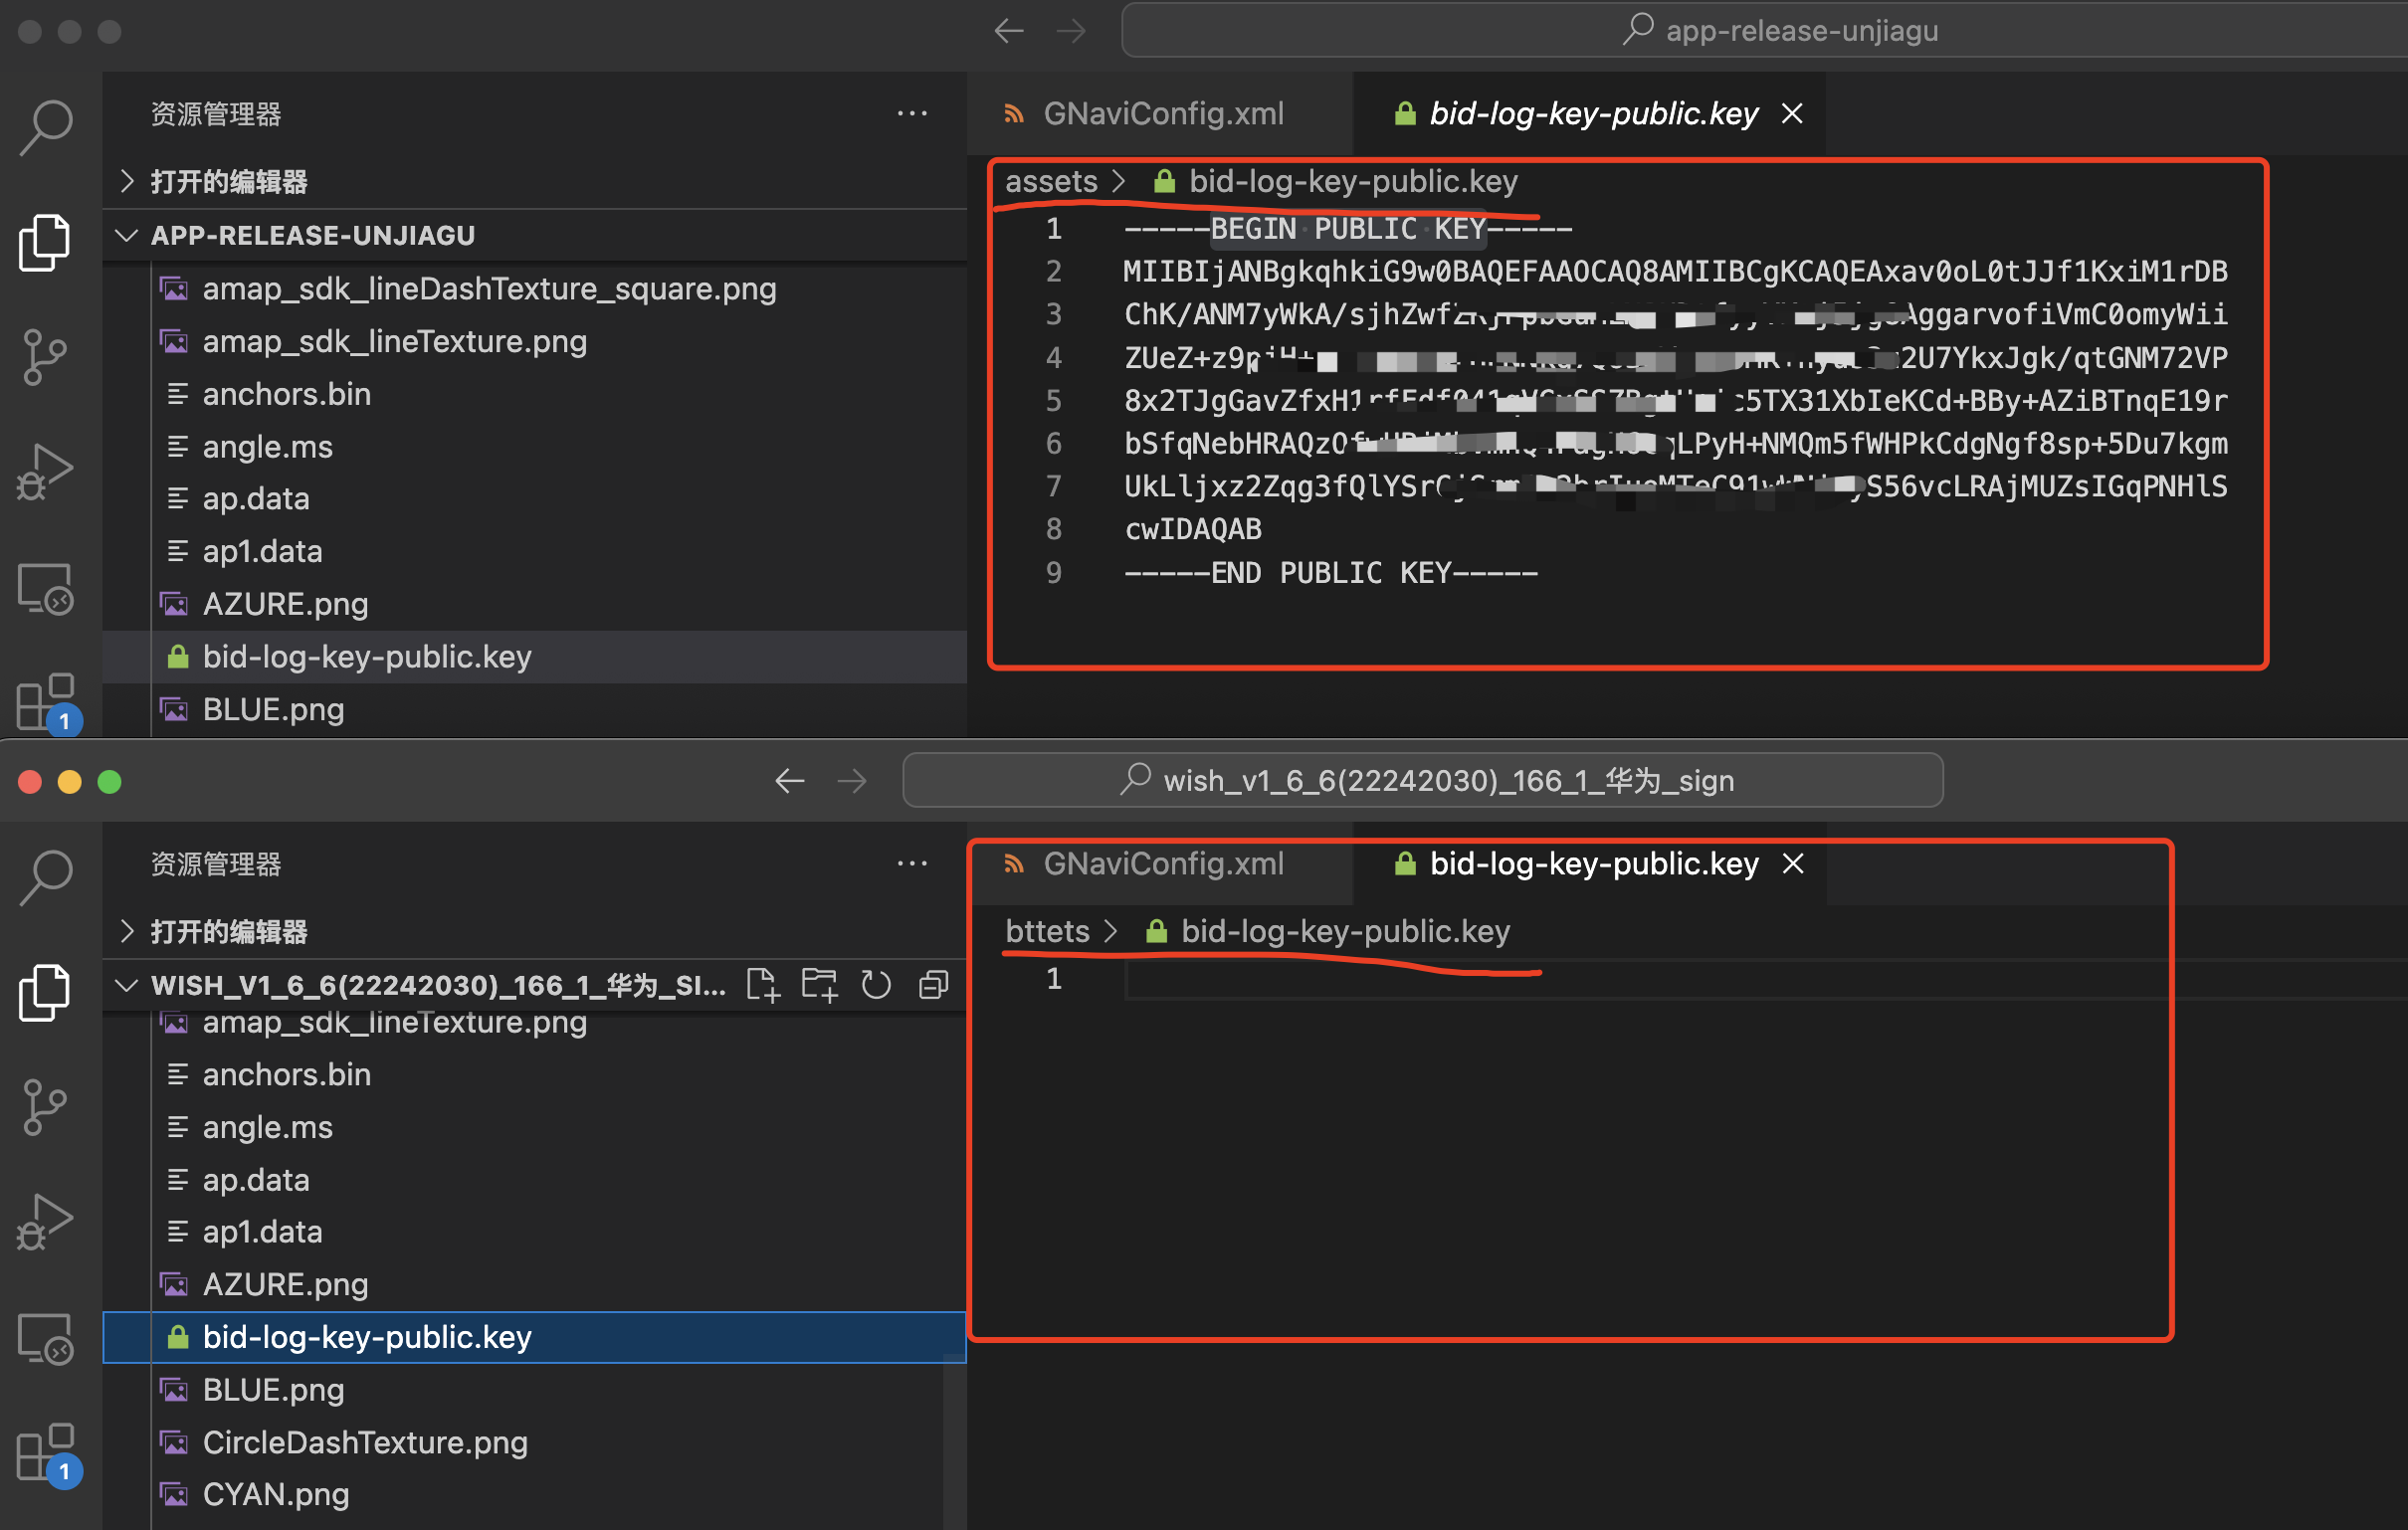 app-release-unjiagu
资源管理器
GNaviConfig.xml
bid-log-key-public.key
打开的编辑器
APP-RELEASE-UNJIAGU
amap_sdk_lineDashTexture_square.png
amap_sdk_lineTexture.png
anchors.bin
angle.ms
ap.data
ap1.data
AZURE.png
bid-log-key-public.key
BLUE.png
1
assets > bid-log-key-public.key
1 -----BEGIN PUBLIC KEY-----
2 MIIBIjANBgkqhkiG9w0BAQEFAAOCAQ8AMIIBCgKCAQEAxav0oL0tJJf1KxiM1rDB
3 ChK/ANM7yWkA/sjhZwf AggarvofiVmC0omyWii
4 ZUeZ+z9p 2U7YkxJgk/qtGNM72VP
5 8x2TJgGavZfxH1 5TX31XbIeKCd+BBy+AZiBTnqE19r
6 bSfqNebHRAQzO qLPyH+NMQm5fWHPkCdgNgf8sp+5Du7kgm
7 UkLljxz2Zqg3fQlYSr S56vcLRAjMUZsIGqPNHlS
8 cwIDAQAB
9 -----END PUBLIC KEY-----
wish_v1_6_6(22242030)_166_1_华为_sign
资源管理器
GNaviConfig.xml
bid-log-key-public.key
打开的编辑器
WISH_V1_6_6(22242030)_166_1_华为_SI...
amap_sdk_lineTexture.png
anchors.bin
angle.ms
ap.data
ap1.data
AZURE.png
bid-log-key-public.key
BLUE.png
CircleDashTexture.png
CYAN.png
1
bttets > bid-log-key-public.key
1